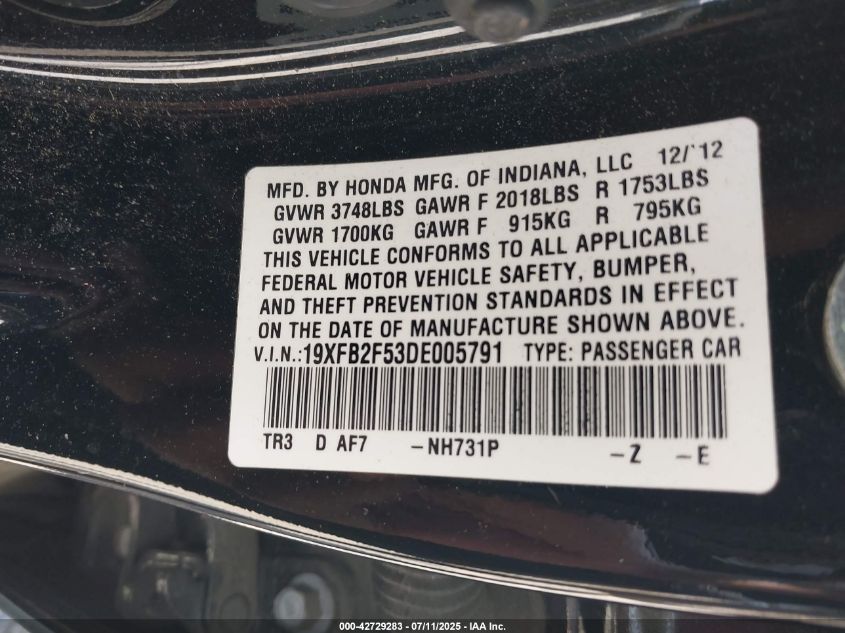 MFD. BY HONDA MFG. OF INDIANA, LLC 12/'12
GVWR 3748LBS GAWR F 2018LBS R 1753LBS
GVWR 1700KG GAWR F 915KG R 795KG
THIS VEHICLE CONFORMS TO ALL APPLICABLE
FEDERAL MOTOR VEHICLE SAFETY, BUMPER,
AND THEFT PREVENTION STANDARDS IN EFFECT
ON THE DATE OF MANUFACTURE SHOWN ABOVE.
V.I.N.:19XFB2F53DE005791 TYPE: PASSENGER CAR
TR3 D AF7 -NH731P -Z -E
000-42729283 - 07/11/2025 - IAA Inc.